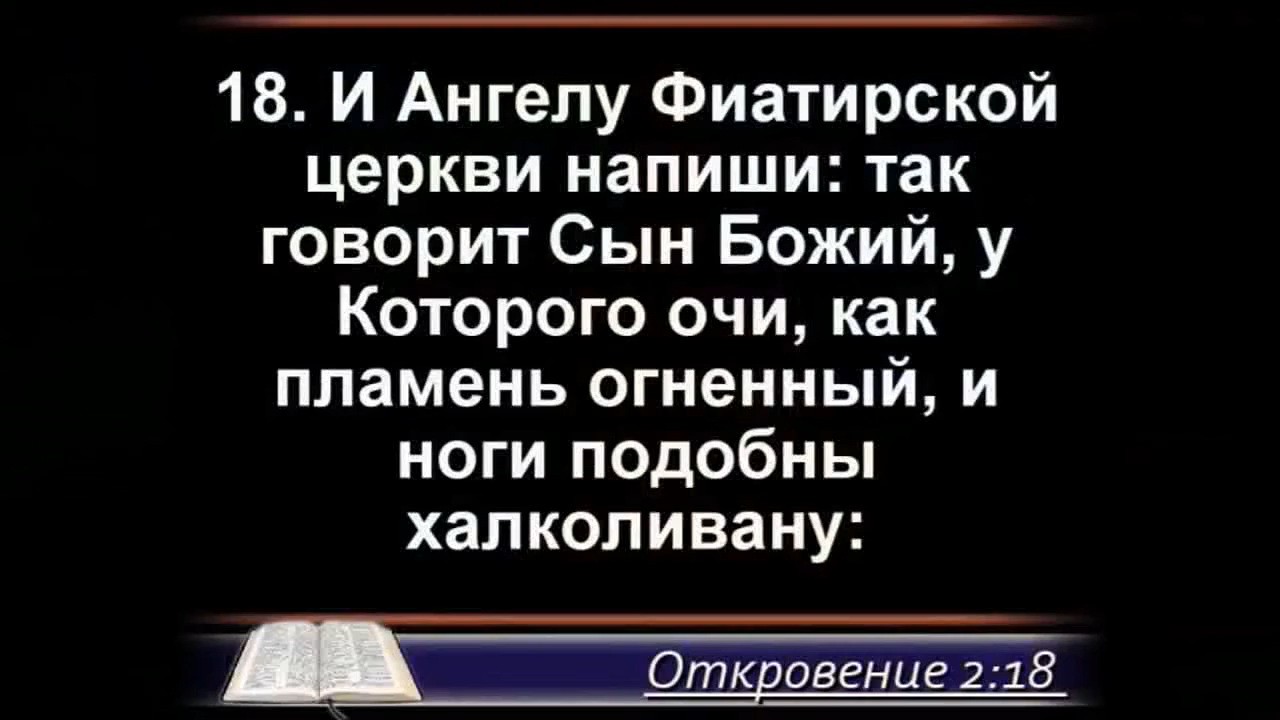 18. И Ангелу Фиатирской
церкви напиши: так
говорит Сын Божий, у
Которого очи, как
пламень огненный, и
ноги подобны
халколивану:
Откровение 2:18